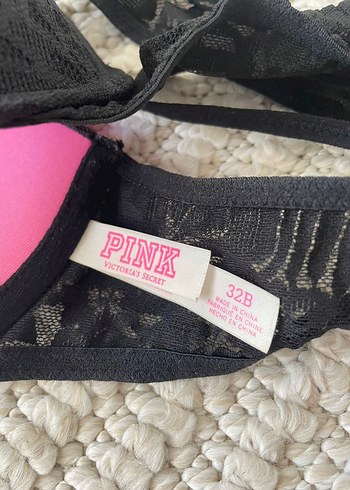 PINK
VICTORIA'S SECRET
32B
MADE IN CHINA
FABRIQUÉ EN CHINE
HECHO EN CHINA